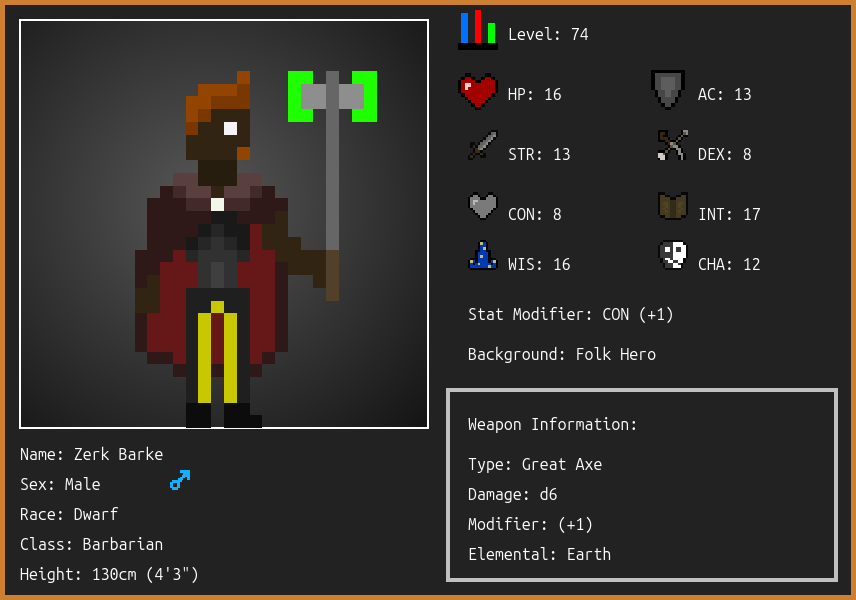 Level: 74
HP: 16
AC: 13
STR: 13
DEX: 8
CON: 8
INT: 17
WIS: 16
CHA: 12
Stat Modifier: CON (+1)
Background: Folk Hero
Weapon Information:
Type: Great Axe
Damage: d6
Modifier: (+1)
Elemental: Earth
Name: Zerk Barke
Sex: Male
Race: Dwarf
Class: Barbarian
Height: 130cm (4'3")